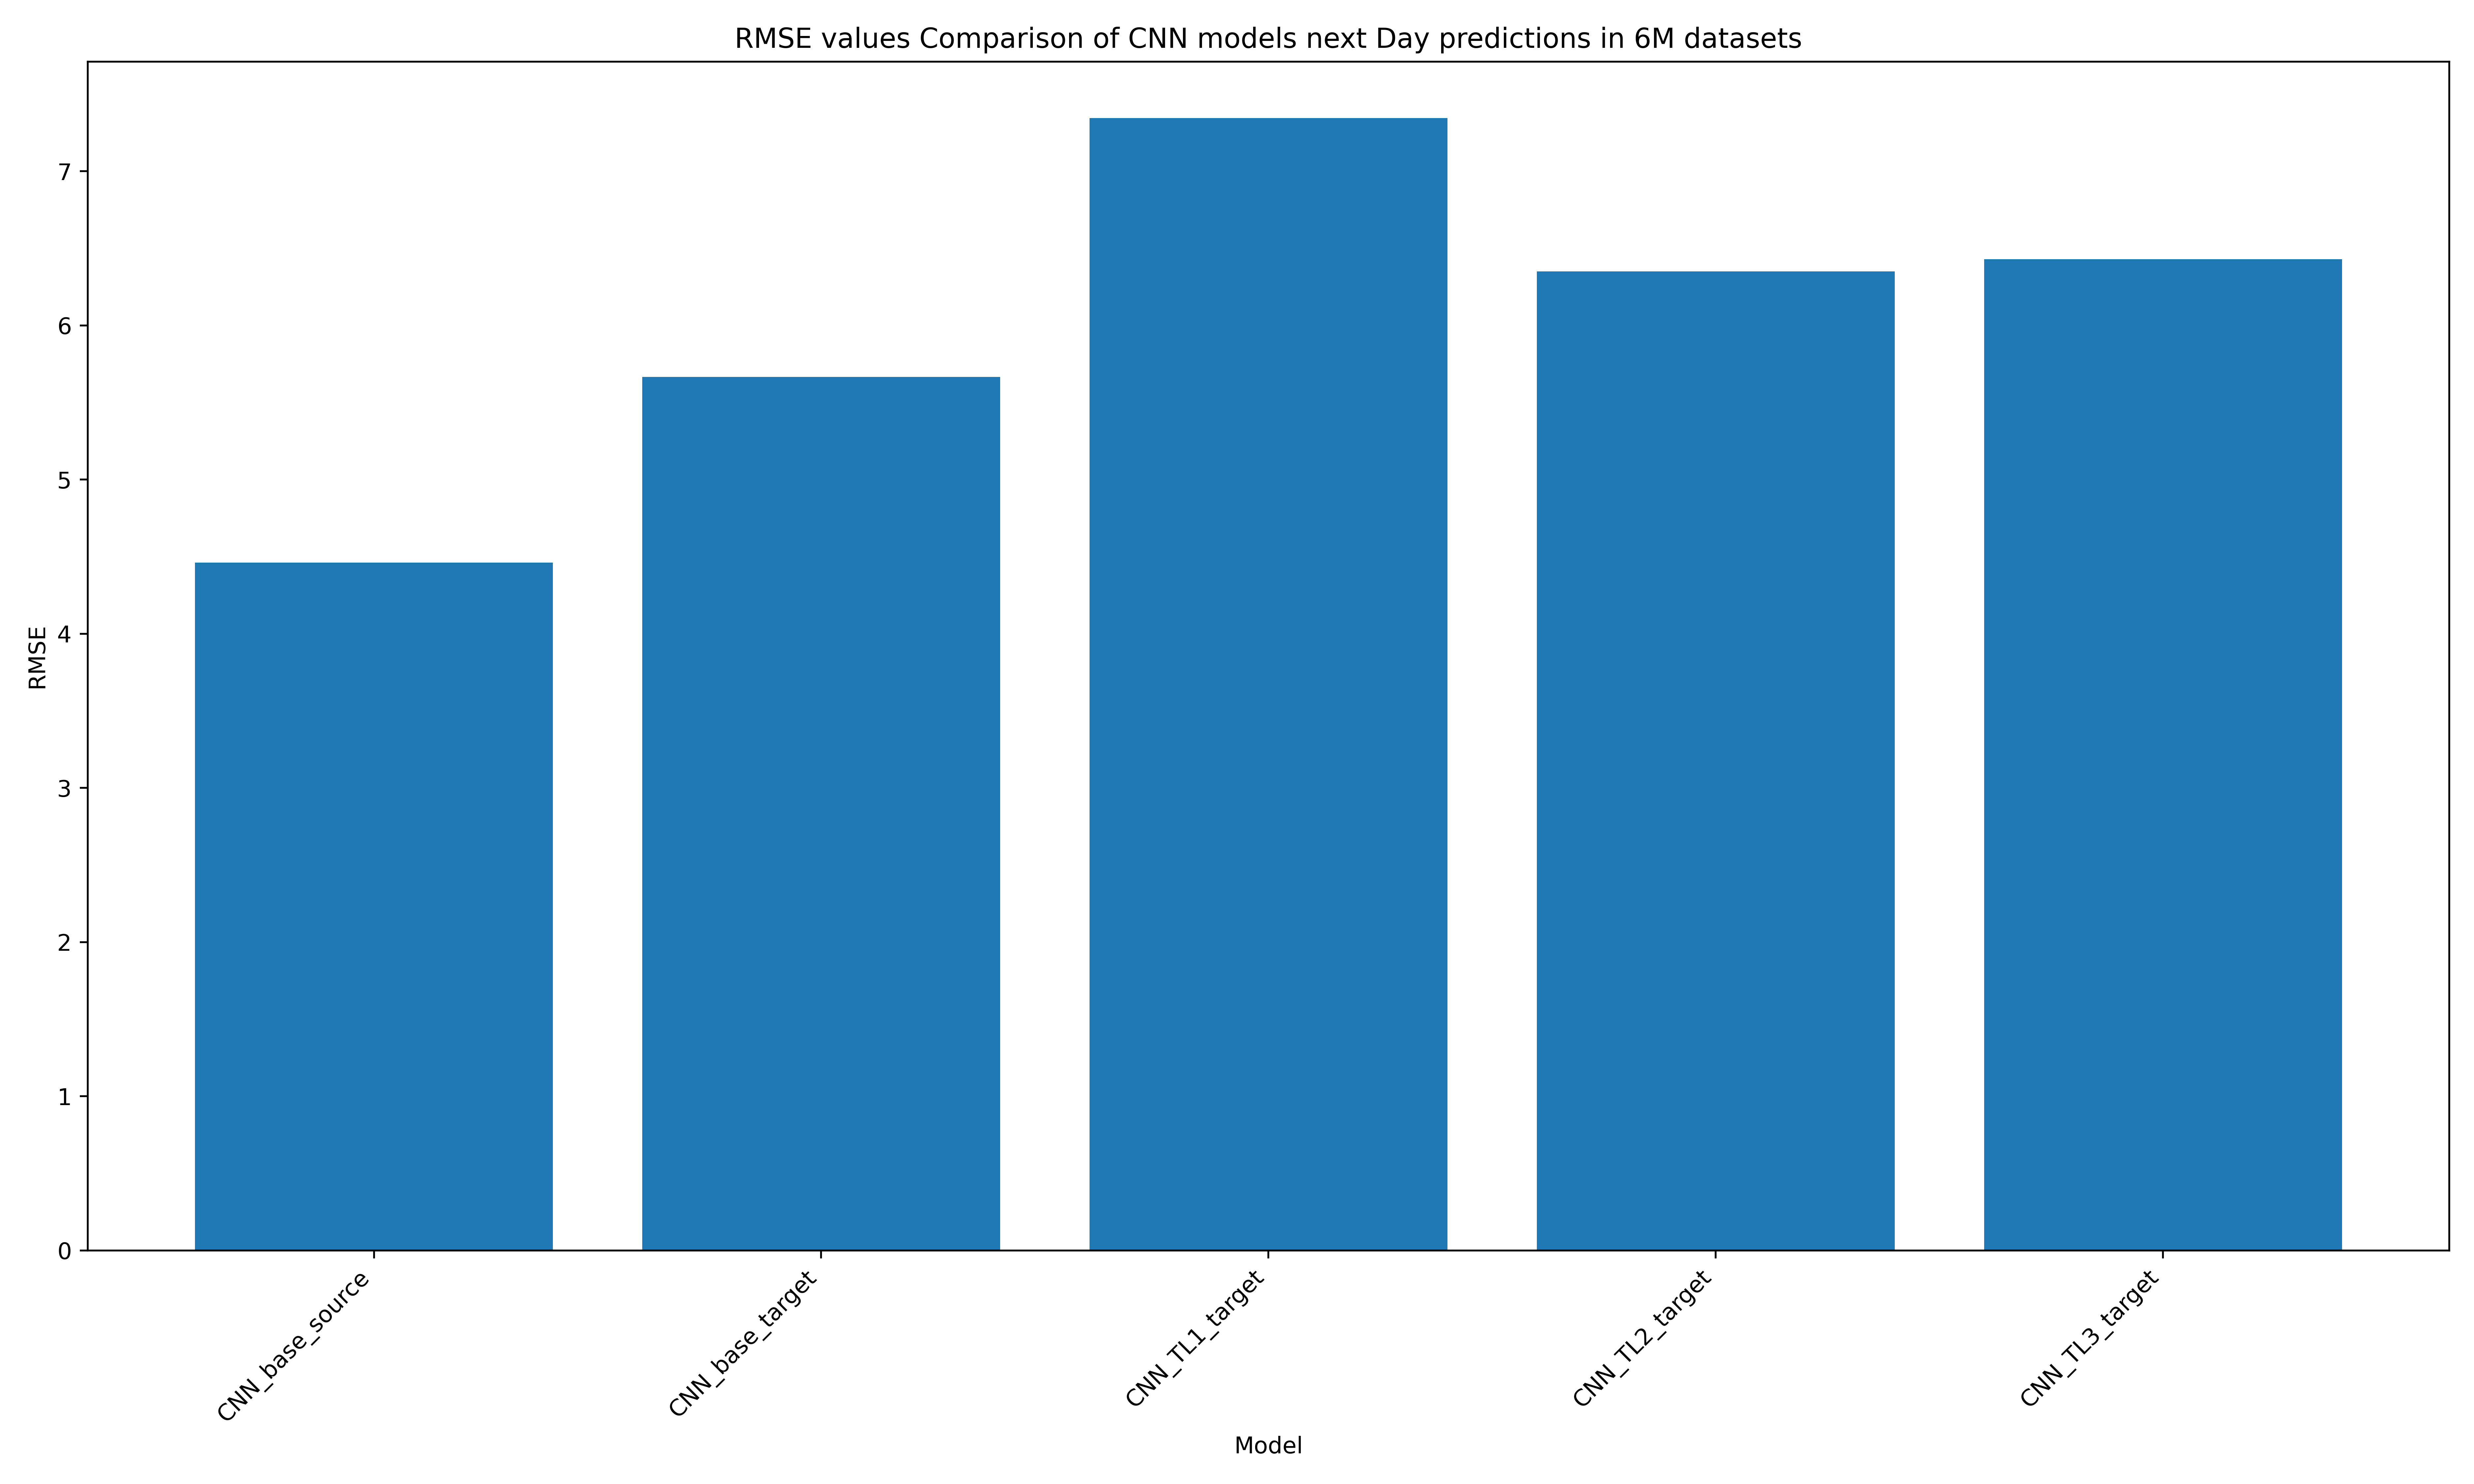 RMSE values Comparison of CNN models next Day predictions in 6M datasets
RMSE
7
6
5
4
3
2
1
0
CNN_base_source
CNN_base_target
CNN_TL1_target
CNN_TL2_target
CNN_TL3_target
Model